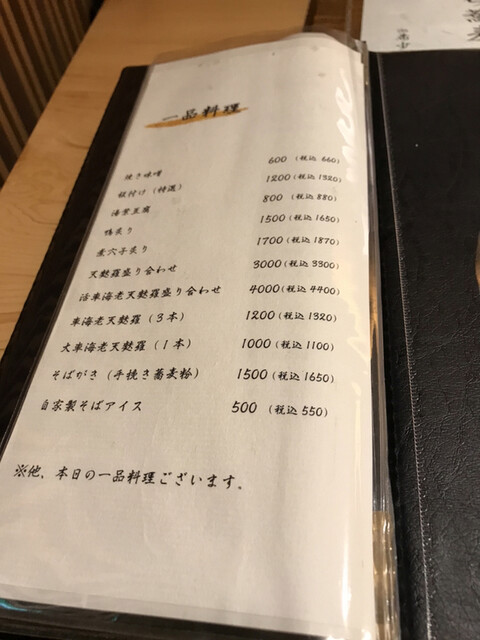 一品料理
焼き味噌 600 (税込 660)
板付け (特選) 1200 (税込 1320)
湯葉豆腐 800 (税込 880)
鴨炙り 1500 (税込 1650)
煮穴子炙り 1700 (税込 1870)
天麩羅盛り合わせ 3000 (税込 3300)
活車海老天麩羅盛り合わせ 4000 (税込 4400)
車海老天麩羅 (3本) 1200 (税込 1320)
大車海老天麩羅 (1本) 1000 (税込 1100)
そばがき (手挽き蕎麦粉) 1500 (税込 1650)
自家製そばアイス 500 (税込 550)
※他、本日の一品料理ございます。